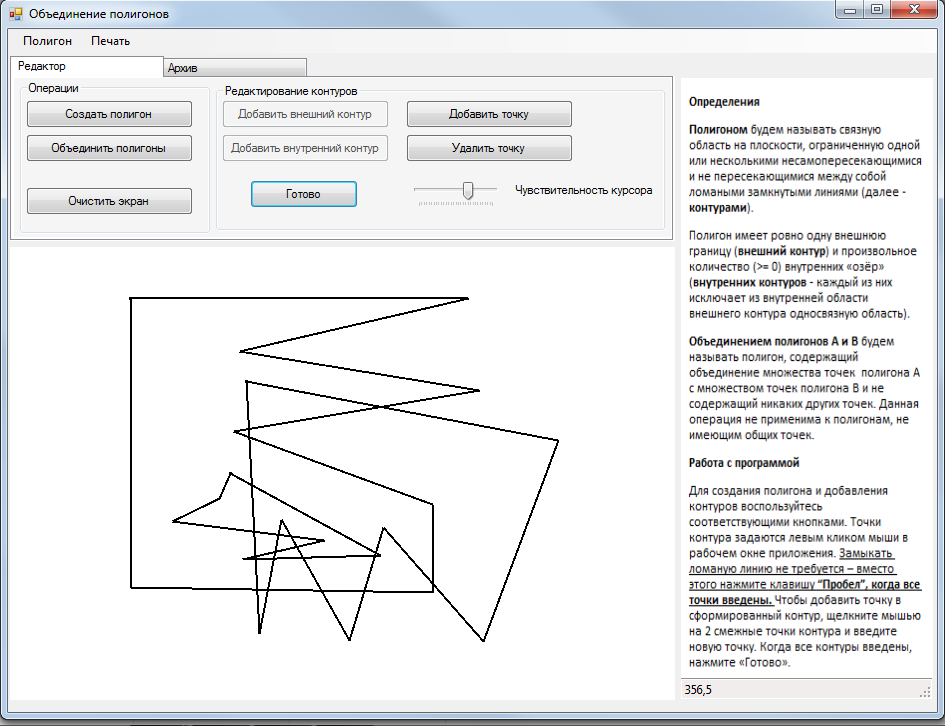 Объединение полигонов
Полигон Печать
Редактор Архив
Операции
Создать полигон
Объединить полигоны
Очистить экран
Редактирование контуров
Добавить внешний контур
Добавить точку
Добавить внутренний контур
Удалить точку
Готово
Чувствительность курсора
Определения
Полигоном будем называть связную
область на плоскости, ограниченную одной
или несколькими несамопересекающимися
и не пересекающимися между собой
ломаными замкнутыми линиями (далее -
контурами).
Полигон имеет ровно одну внешнюю
границу (внешний контур) и произвольное
количество (>= 0) внутренних «озёр»
(внутренних контуров - каждый из них
исключает из внутренней области
внешнего контура односвязную область).
Объединением полигонов A и B будем
называть полигон, содержащий
объединение множества точек полигона A
с множеством точек полигона B и не
содержащий никаких других точек. Данная
операция не применима к полигонам, не
имеющим общих точек.
Работа с программой
Для создания полигона и добавления
контуров воспользуйтесь
соответствующими кнопками. Точки
контура задаются левым кликом мыши в
рабочем окне приложения. Замыкать
ломаную линию не требуется – вместо
этого нажмите клавишу “Пробел”, когда все
точки введены. Чтобы добавить точку в
сформированный контур, щелкните мышью
на 2 смежные точки контура и введите
новую точку. Когда все контуры введены,
нажмите «Готово».
356,5